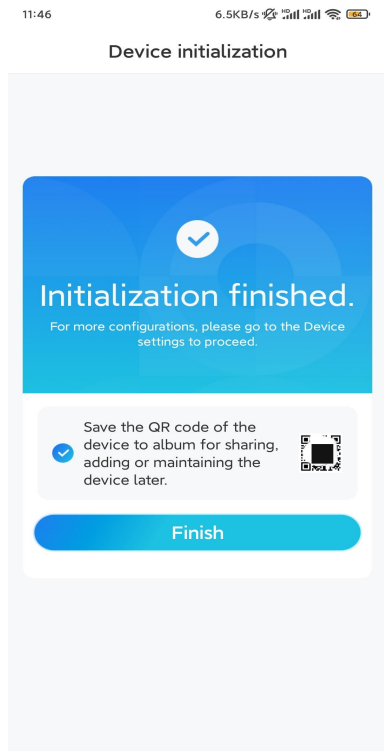 11:46 6.5KB/s HD HD 64
Device initialization
Initialization finished.
For more configurations, please go to the Device
settings to proceed.
Save the QR code of the
device to album for sharing,
adding or maintaining the
device later.
Finish